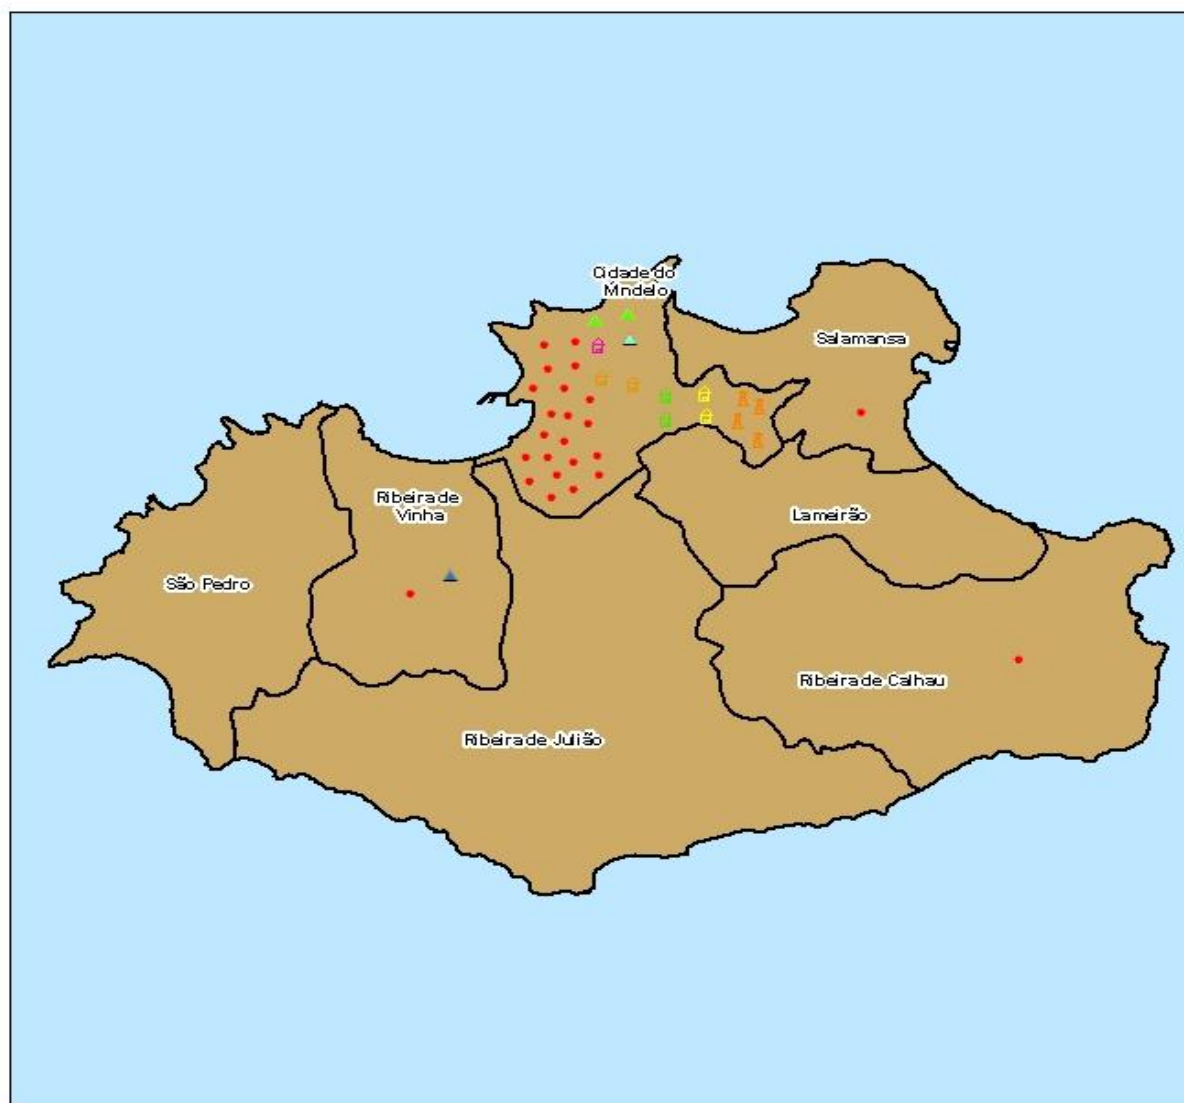 Cidade do
Mindelo
Salamansa
Ribeira de
Vinha
Lameirão
São Pedro
Ribeira de Calhau
Ribeira de Julião